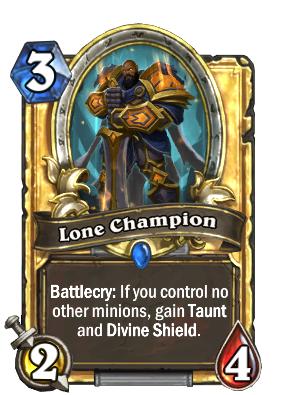 3
Lone Champion
Battlecry: If you control no
other minions, gain Taunt
and Divine Shield.
2
4